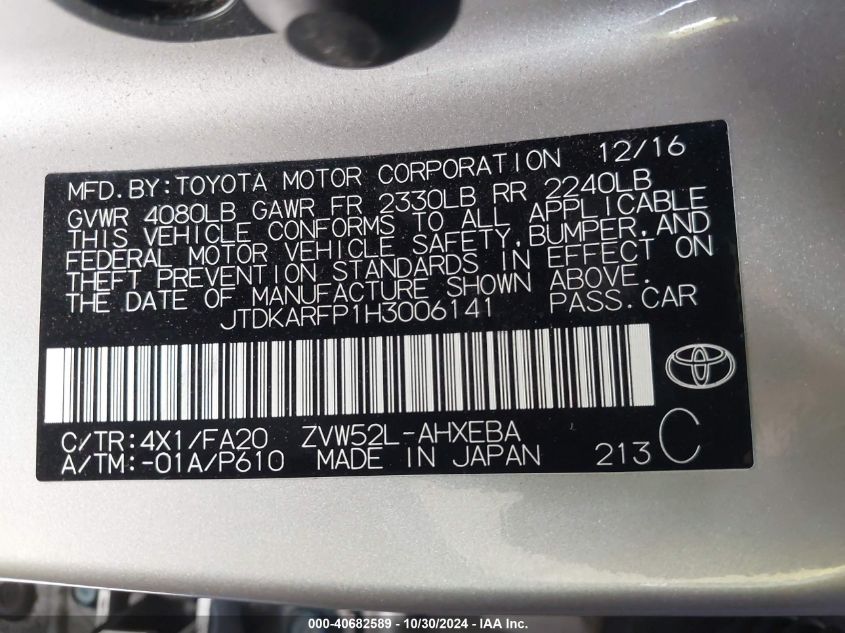 MFD.BY:TOYOTA MOTOR CORPORATION 12/16
GVWR 4080LB GAWR FR 2330LB RR 2240LB
THIS VEHICLE CONFORMS TO ALL APPLICABLE
FEDERAL MOTOR VEHICLE SAFETY,BUMPER,AND
THEFT PREVENTION STANDARDS IN EFFECT ON
THE DATE OF MANUFACTURE SHOWN ABOVE.
JTDKARFP1H3006141 PASS.CAR
C/TR:4X1/FA20 ZVW52L-AHXEBA
A/TM:-01A/P610 MADE IN JAPAN 213 C
000-40682589 - 10/30/2024 - IAA Inc.